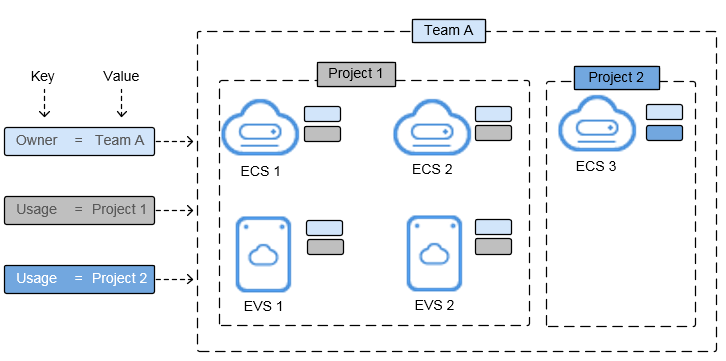 Team A
Project 1
Project 2
Key Value
Owner = Team A
ECS 1
ECS 2
ECS 3
Usage = Project 1
Usage = Project 2
EVS 1
EVS 2